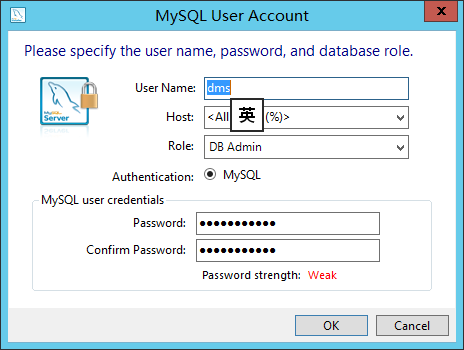 MySQL User Account
Please specify the user name, password, and database role.
MySQL
Server
User Name: dms
Host: <All 英 (%)>
Role: DB Admin
Authentication: MySQL
MySQL user credentials
Password: ●●●●●●●●●●●
Confirm Password: ●●●●●●●●●●●
Password strength: Weak
OK Cancel